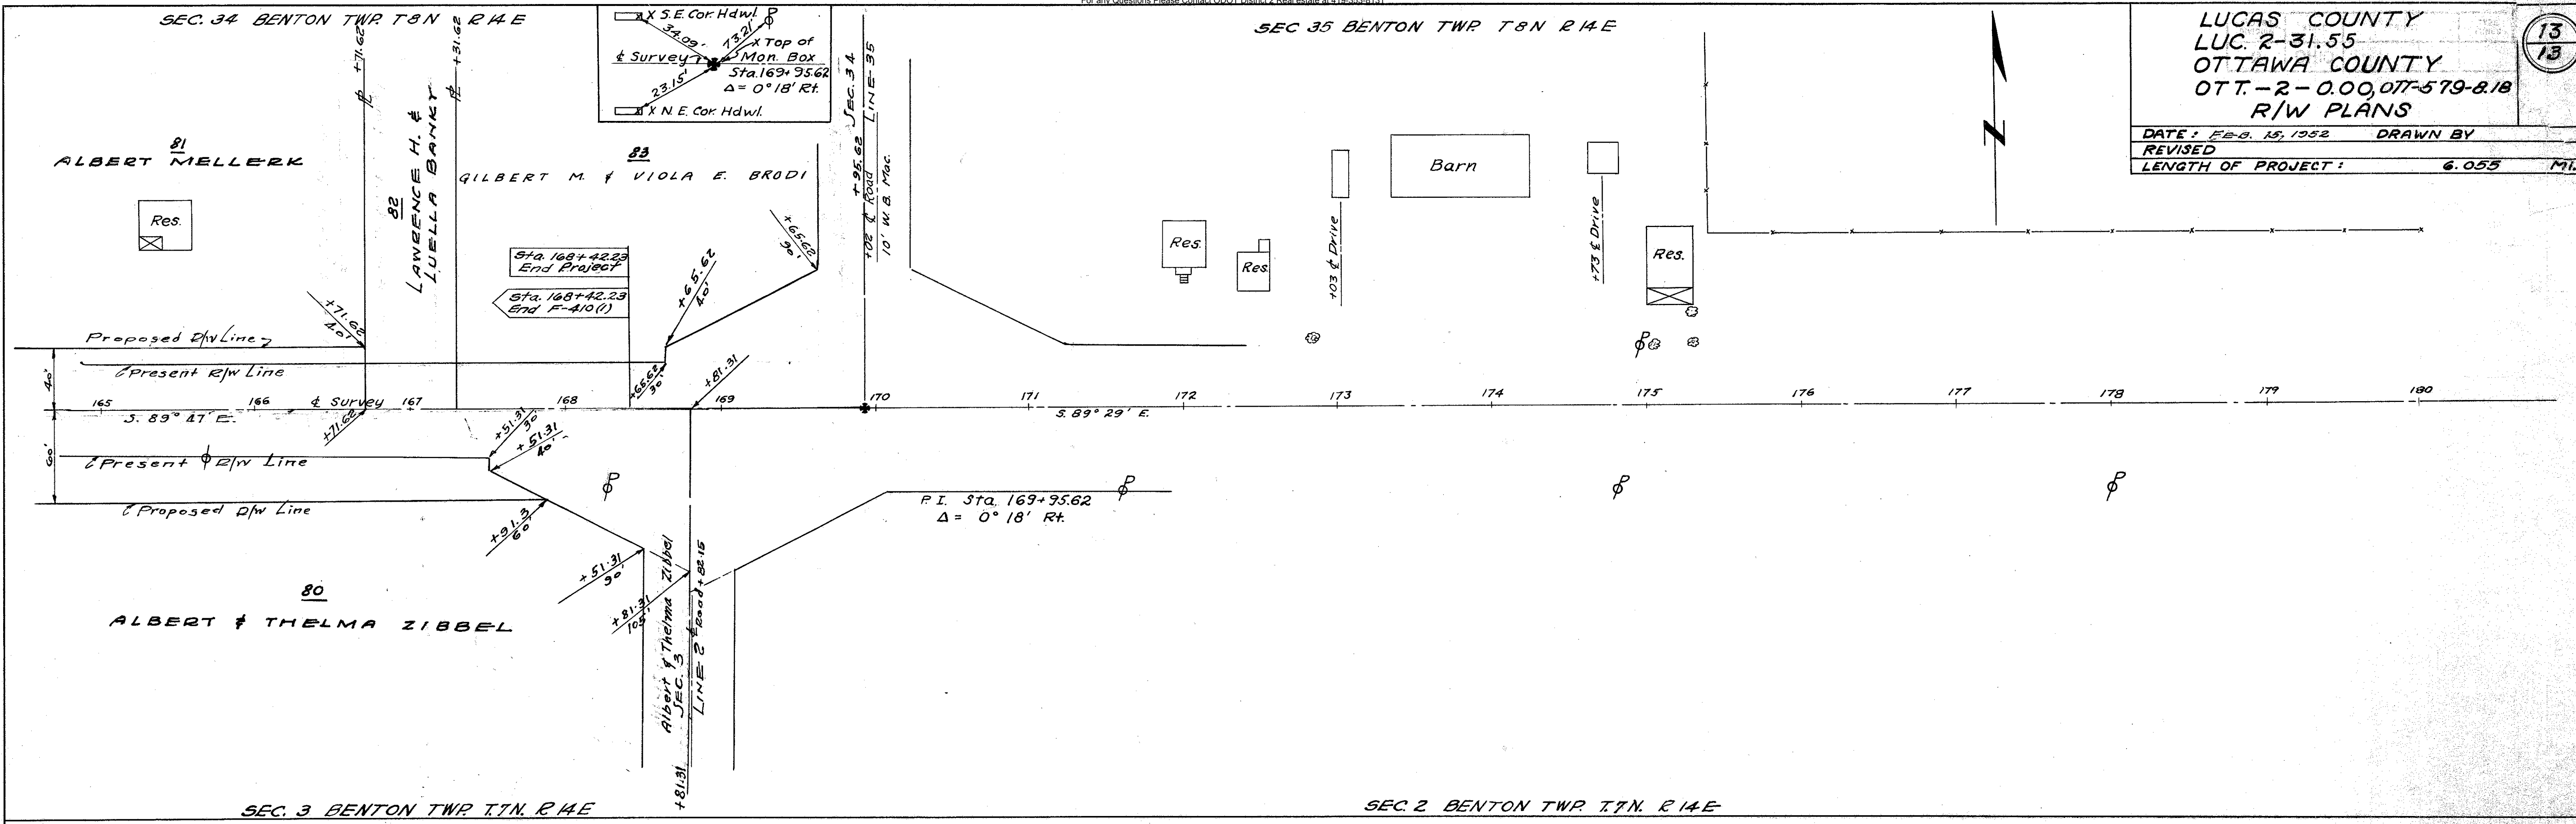 For any Questions Please Contact ODOT District 2 Real estate at 419-353-8131
SEC. 34 BENTON TWP. T8N R14E
SEC 35 BENTON TWP. T8N R14E
LUCAS COUNTY
LUC. 2-31.55
OTTAWA COUNTY
OTT.-2-0.00, OTT-579-8.18
R/W PLANS
DATE: FEB. 15, 1952 DRAWN BY
REVISED
LENGTH OF PROJECT: 6.055 MI.
13
13
X S.E. Cor. Hdwl.
34.09'
73.21'
P
X Top of
Mon. Box
℄ Survey
Sta. 169+95.62
Δ = 0° 18' Rt.
23.15'
X N.E. Cor. Hdwl.
℄ +71.62
℄ +31.62
81
ALBERT MELLERK
Res.
82
LAWRENCE H. &
LUELLA BANKY
83
GILBERT M. & VIOLA E. BRODI
+95.62 SEC. 34
+02 ℄ Road LINE 35
10' W. B. Mac.
Sta. 168+42.23
End Project
Sta. 168+42.23
End F-410(1)
+65.62
40'
+65.62
90'
+71.62
40'
+65.62
30'
+81.31
Res.
Res.
+03 ℄ Drive
Barn
+73 ℄ Drive
Res.
N
Proposed R/W Line
Present R/W Line
40'
60'
165 166 ℄ Survey 167 168 169 170 171 172 173 174 175 176 177 178 179 180
S. 89° 47' E.
S. 89° 29' E.
+71.62
+51.31
30'
+51.31
40'
Present R/W Line
Proposed R/W Line
+91.3
60'
P
P
P
P
P.I. Sta. 169+95.62
Δ = 0° 18' Rt.
+51.31
90'
+81.31
105'
80
ALBERT & THELMA ZIBBEL
Albert & Thelma Zibbel
SEC. 3
LINE 2 ℄ Road +82.15
+81.31
SEC. 3 BENTON TWP. T.7N. R14E
SEC. 2 BENTON TWP. T.7N. R14E